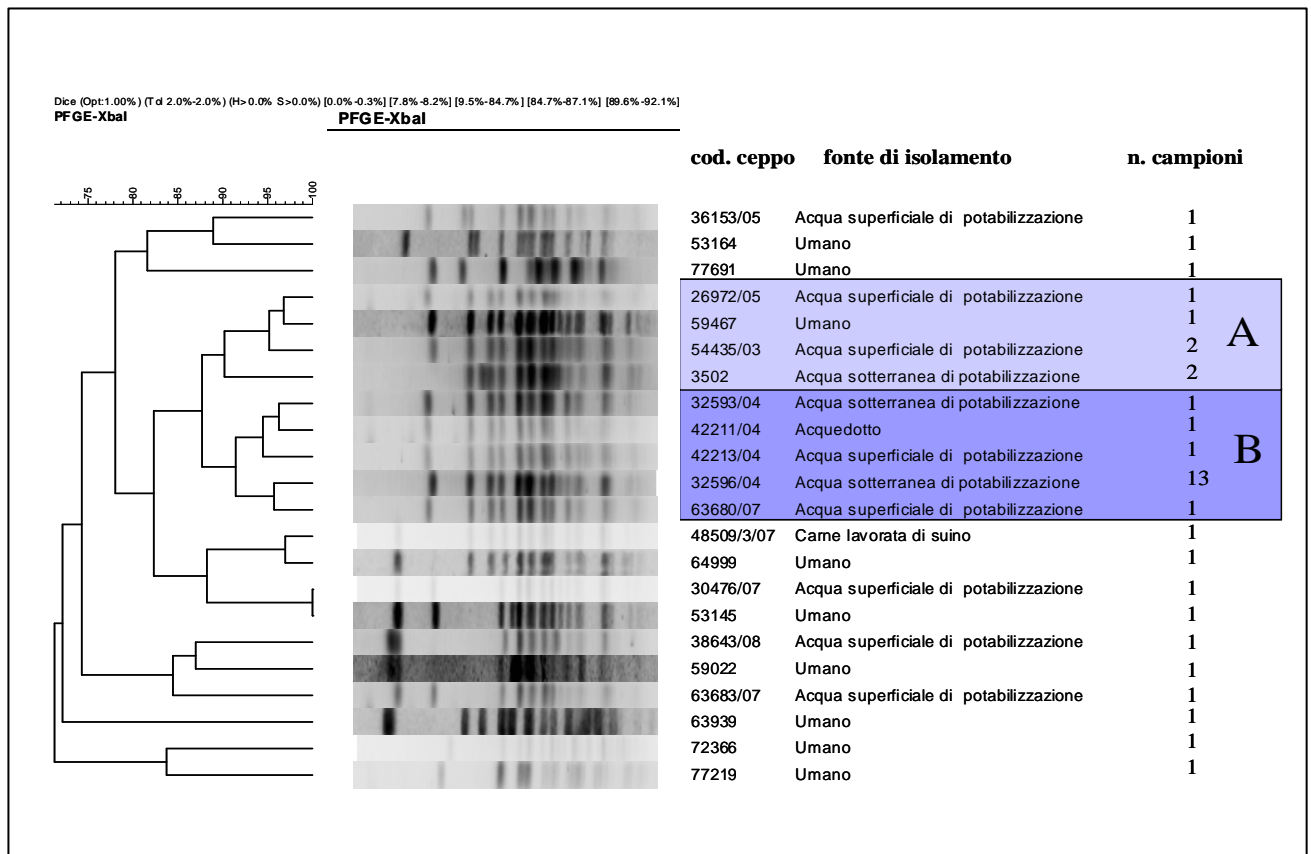 Dice (Opt:1.00%) (Tol 2.0%-2.0%) (H>0.0% S>0.0%) [0.0%-0.3%] [7.8%-8.2%] [9.5%-84.7%] [84.7%-87.1%] [89.6%-92.1%]
PFGE-XbaI PFGE-XbaI
cod. ceppo fonte di isolamento n. campioni
75 80 85 90 95 100
36153/05 Acqua superficiale di potabilizzazione 1
53164 Umano 1
77691 Umano 1
26972/05 Acqua superficiale di potabilizzazione 1
59467 Umano 1
A
54435/03 Acqua superficiale di potabilizzazione 2
3502 Acqua sotterranea di potabilizzazione 2
32593/04 Acqua sotterranea di potabilizzazione 1
42211/04 Acquedotto 1
B
42213/04 Acqua superficiale di potabilizzazione 1
32596/04 Acqua sotterranea di potabilizzazione 13
63680/07 Acqua superficiale di potabilizzazione 1
48509/3/07 Carne lavorata di suino 1
64999 Umano 1
30476/07 Acqua superficiale di potabilizzazione 1
53145 Umano 1
38643/08 Acqua superficiale di potabilizzazione 1
59022 Umano 1
63683/07 Acqua superficiale di potabilizzazione 1
63939 Umano 1
72366 Umano 1
77219 Umano 1